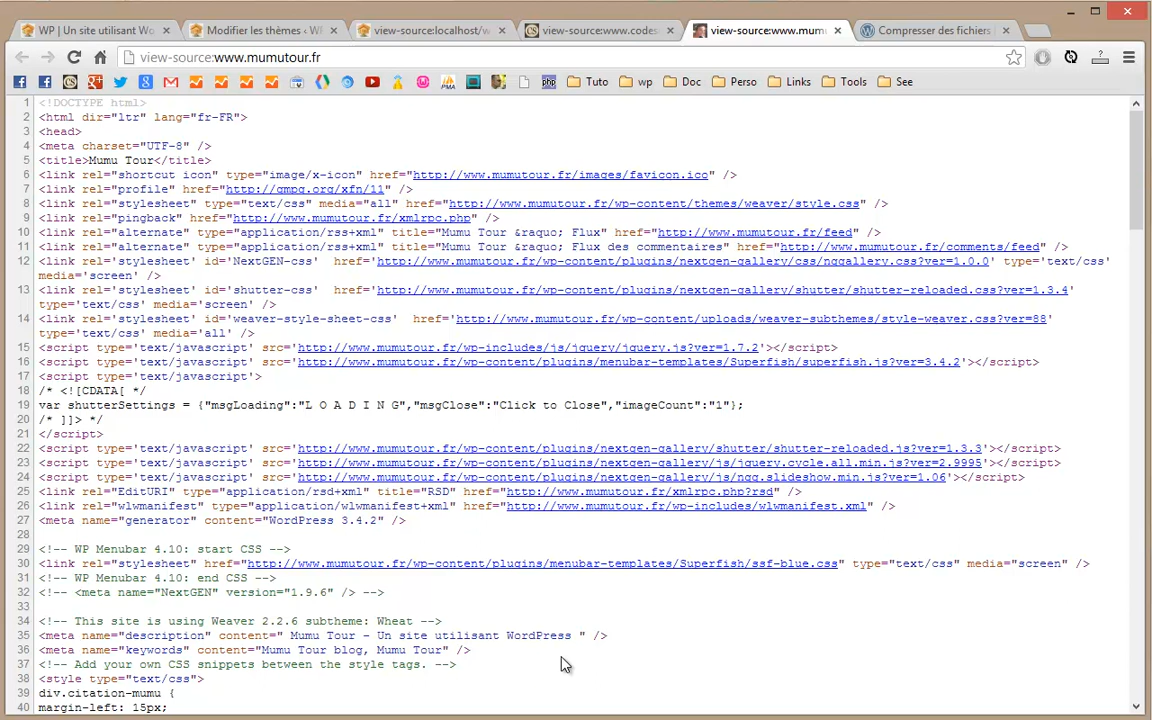 WP | Un site utilisant Wo
Modifier les thèmes ‹ WP
view-source:localhost/w
view-source:www.codes
view-source:www.mumu
Compresser des fichiers
view-source:www.mumutour.fr
Tuto
wp
Doc
Perso
Links
Tools
See
1 <!DOCTYPE html>
2 <html dir="ltr" lang="fr-FR">
3 <head>
4 <meta charset="UTF-8" />
5 <title>Mumu Tour</title>
6 <link rel="shortcut icon" type="image/x-icon" href="http://www.mumutour.fr/images/favicon.ico" />
7 <link rel="profile" href="http://gmpg.org/xfn/11" />
8 <link rel="stylesheet" type="text/css" media="all" href="http://www.mumutour.fr/wp-content/themes/weaver/style.css" />
9 <link rel="pingback" href="http://www.mumutour.fr/xmlrpc.php" />
10 <link rel="alternate" type="application/rss+xml" title="Mumu Tour &raquo; Flux" href="http://www.mumutour.fr/feed" />
11 <link rel="alternate" type="application/rss+xml" title="Mumu Tour &raquo; Flux des commentaires" href="http://www.mumutour.fr/comments/feed" />
12 <link rel='stylesheet' id='NextGEN-css'  href='http://www.mumutour.fr/wp-content/plugins/nextgen-gallery/css/nggallery.css?ver=1.0.0' type='text/css'
media='screen' />
13 <link rel='stylesheet' id='shutter-css'  href='http://www.mumutour.fr/wp-content/plugins/nextgen-gallery/shutter/shutter-reloaded.css?ver=1.3.4'
type='text/css' media='screen' />
14 <link rel='stylesheet' id='weaver-style-sheet-css'  href='http://www.mumutour.fr/wp-content/uploads/weaver-subthemes/style-weaver.css?ver=88'
type='text/css' media='all' />
15 <script type='text/javascript' src='http://www.mumutour.fr/wp-includes/js/jquery/jquery.js?ver=1.7.2'></script>
16 <script type='text/javascript' src='http://www.mumutour.fr/wp-content/plugins/menubar-templates/Superfish/superfish.js?ver=3.4.2'></script>
17 <script type='text/javascript'>
18 /* <![CDATA[ */
19 var shutterSettings = {"msgLoading":"L O A D I N G","msgClose":"Click to Close","imageCount":"1"};
20 /* ]]> */
21 </script>
22 <script type='text/javascript' src='http://www.mumutour.fr/wp-content/plugins/nextgen-gallery/shutter/shutter-reloaded.js?ver=1.3.3'></script>
23 <script type='text/javascript' src='http://www.mumutour.fr/wp-content/plugins/nextgen-gallery/js/jquery.cycle.all.min.js?ver=2.9995'></script>
24 <script type='text/javascript' src='http://www.mumutour.fr/wp-content/plugins/nextgen-gallery/js/ngg.slideshow.min.js?ver=1.06'></script>
25 <link rel="EditURI" type="application/rsd+xml" title="RSD" href="http://www.mumutour.fr/xmlrpc.php?rsd" />
26 <link rel="wlwmanifest" type="application/wlwmanifest+xml" href="http://www.mumutour.fr/wp-includes/wlwmanifest.xml" />
27 <meta name="generator" content="WordPress 3.4.2" />
28
29 <!-- WP Menubar 4.10: start CSS -->
30 <link rel="stylesheet" href="http://www.mumutour.fr/wp-content/plugins/menubar-templates/Superfish/ssf-blue.css" type="text/css" media="screen" />
31 <!-- WP Menubar 4.10: end CSS -->
32 <!-- <meta name="NextGEN" version="1.9.6" /> -->
33
34 <!-- This site is using Weaver 2.2.6 subtheme: Wheat -->
35 <meta name="description" content=" Mumu Tour - Un site utilisant WordPress " />
36 <meta name="keywords" content="Mumu Tour blog, Mumu Tour" />
37 <!-- Add your own CSS snippets between the style tags. -->
38 <style type="text/css">
39 div.citation-mumu {
40 margin-left: 15px;